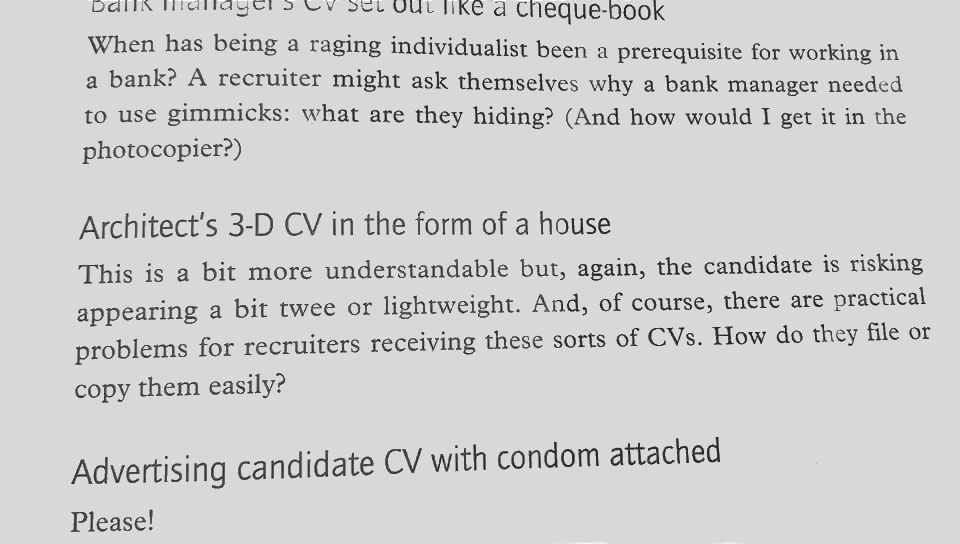 Bank manager's CV set out like a cheque-book
When has being a raging individualist been a prerequisite for working in
a bank? A recruiter might ask themselves why a bank manager needed
to use gimmicks: what are they hiding? (And how would I get it in the
photocopier?)
Architect's 3-D CV in the form of a house
This is a bit more understandable but, again, the candidate is risking
appearing a bit twee or lightweight. And, of course, there are practical
problems for recruiters receiving these sorts of CVs. How do they file or
copy them easily?
Advertising candidate CV with condom attached
Please!